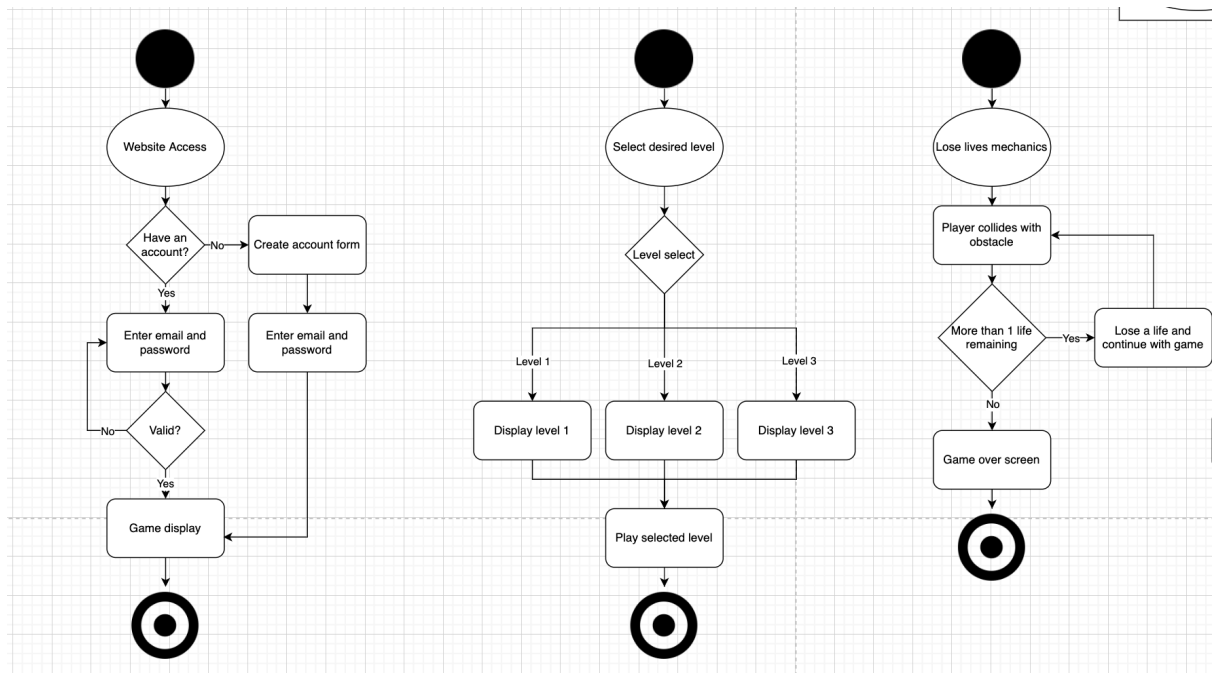 Website Access
Have an
account?
No
Create account form
Yes
Enter email and
password
Enter email and
password
No
Valid?
Yes
Game display
Select desired level
Level select
Level 1
Level 2
Level 3
Display level 1
Display level 2
Display level 3
Play selected level
Lose lives mechanics
Player collides with
obstacle
More than 1 life
remaining
Yes
Lose a life and
continue with game
No
Game over screen